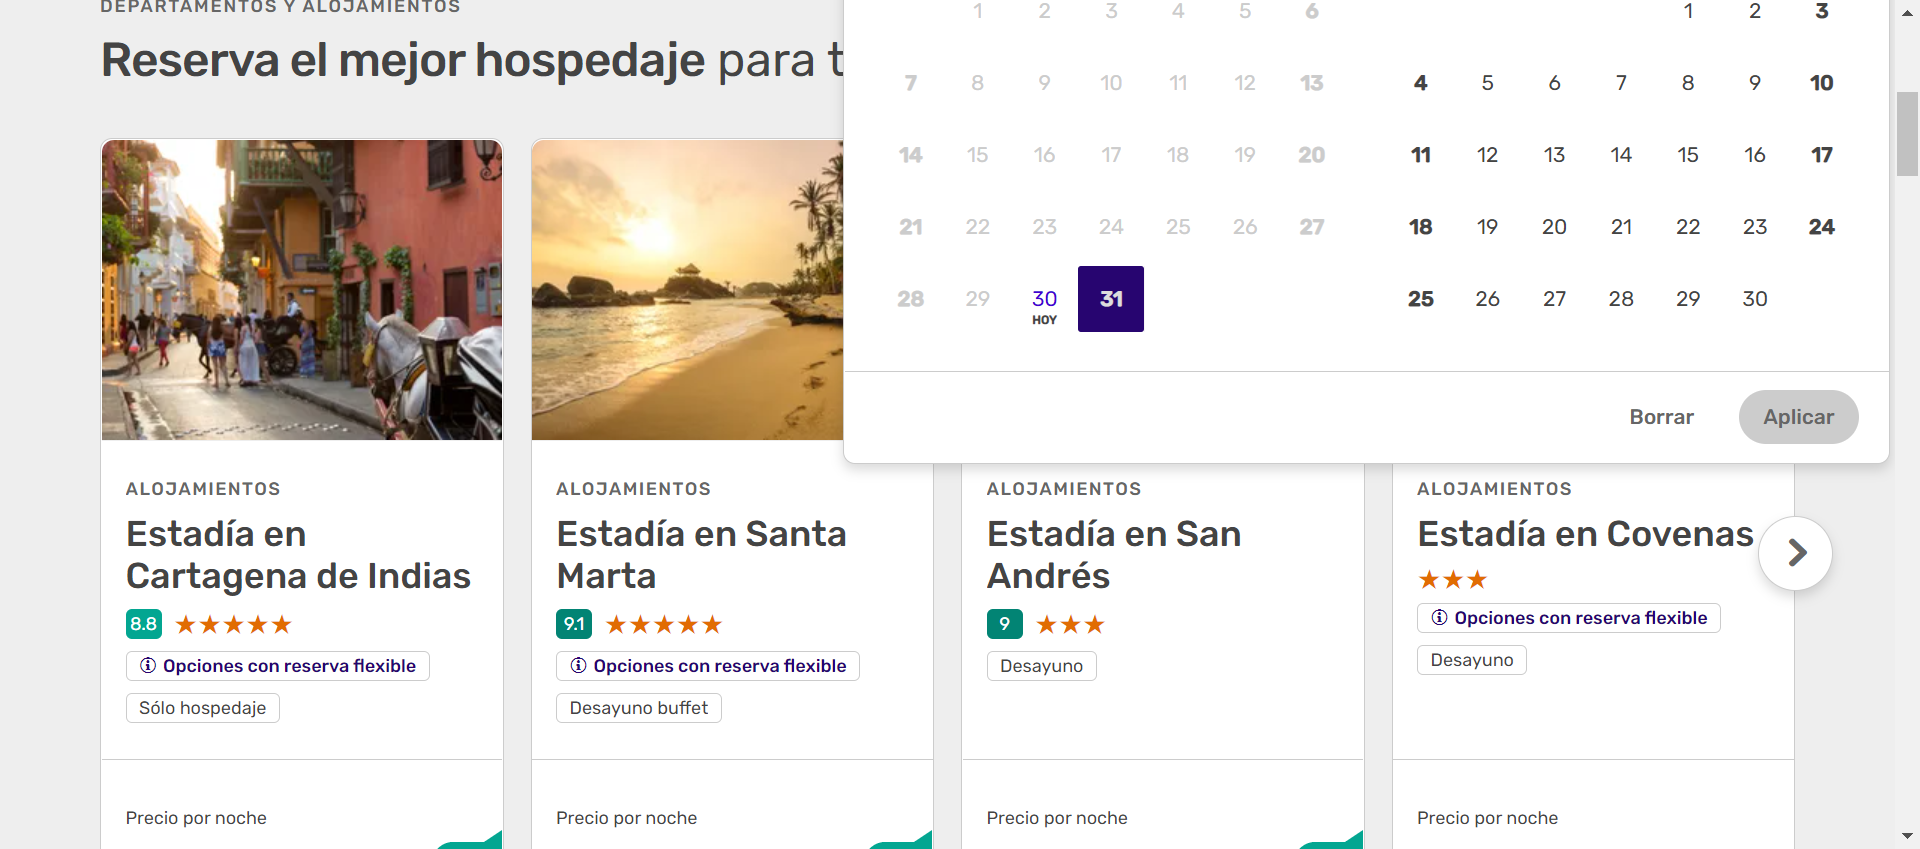 DEPARTAMENTOS Y ALOJAMIENTOS
Reserva el mejor hospedaje para t
1 2 3 4 5 6
7 8 9 10 11 12 13
14 15 16 17 18 19 20
21 22 23 24 25 26 27
28 29 30 31
HOY
1 2 3
4 5 6 7 8 9 10
11 12 13 14 15 16 17
18 19 20 21 22 23 24
25 26 27 28 29 30
Borrar Aplicar
ALOJAMIENTOS
Estadía en
Cartagena de Indias
8.8
Opciones con reserva flexible
Sólo hospedaje
Precio por noche
ALOJAMIENTOS
Estadía en Santa
Marta
9.1
Opciones con reserva flexible
Desayuno buffet
Precio por noche
ALOJAMIENTOS
Estadía en San
Andrés
9
Desayuno
Precio por noche
ALOJAMIENTOS
Estadía en Covenas
Opciones con reserva flexible
Desayuno
Precio por noche